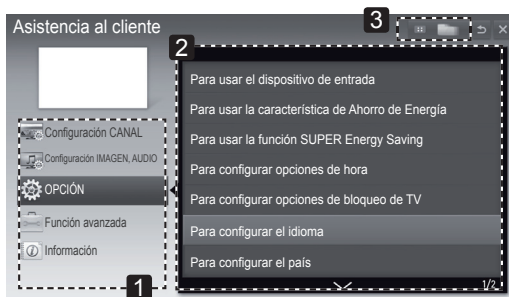 Asistencia al cliente
3
2
Para usar el dispositivo de entrada
Para usar la característica de Ahorro de Energía
Para usar la función SUPER Energy Saving
Para configurar opciones de hora
Para configurar opciones de bloqueo de TV
Para configurar el idioma
Para configurar el país
1/2
Configuración CANAL
Configuración IMAGEN, AUDIO
OPCIÓN
Función avanzada
Información
1